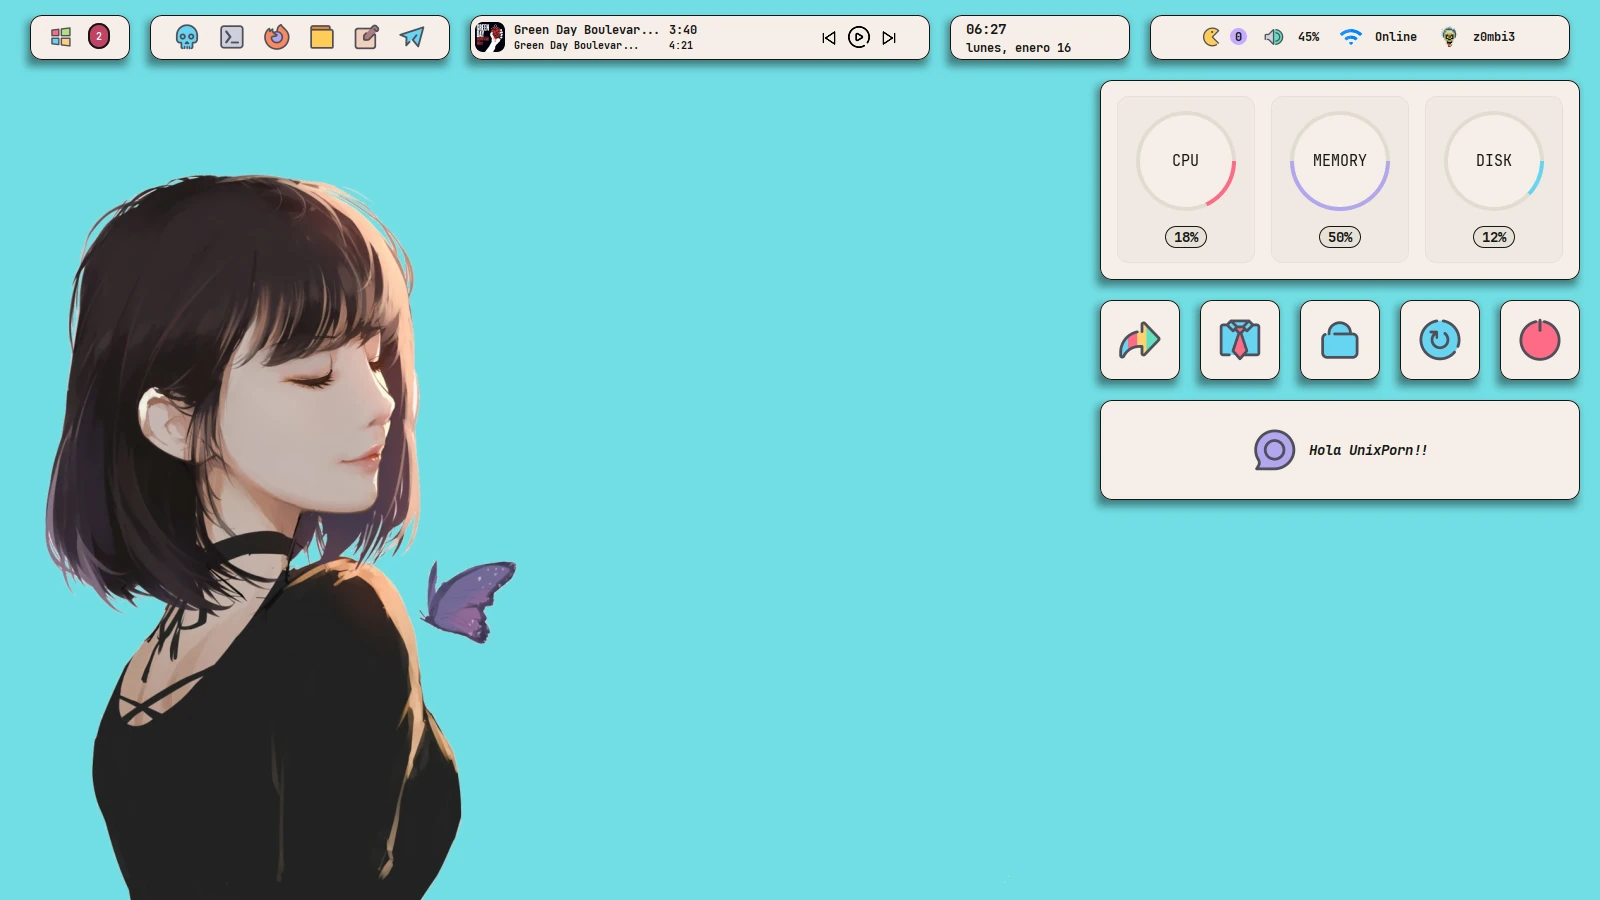 2
Green Day Boulevar... 3:40
Green Day Boulevar... 4:21
06:27
lunes, enero 16
0 45% Online z0mbi3
CPU MEMORY DISK
18% 50% 12%
Hola UnixPorn!!